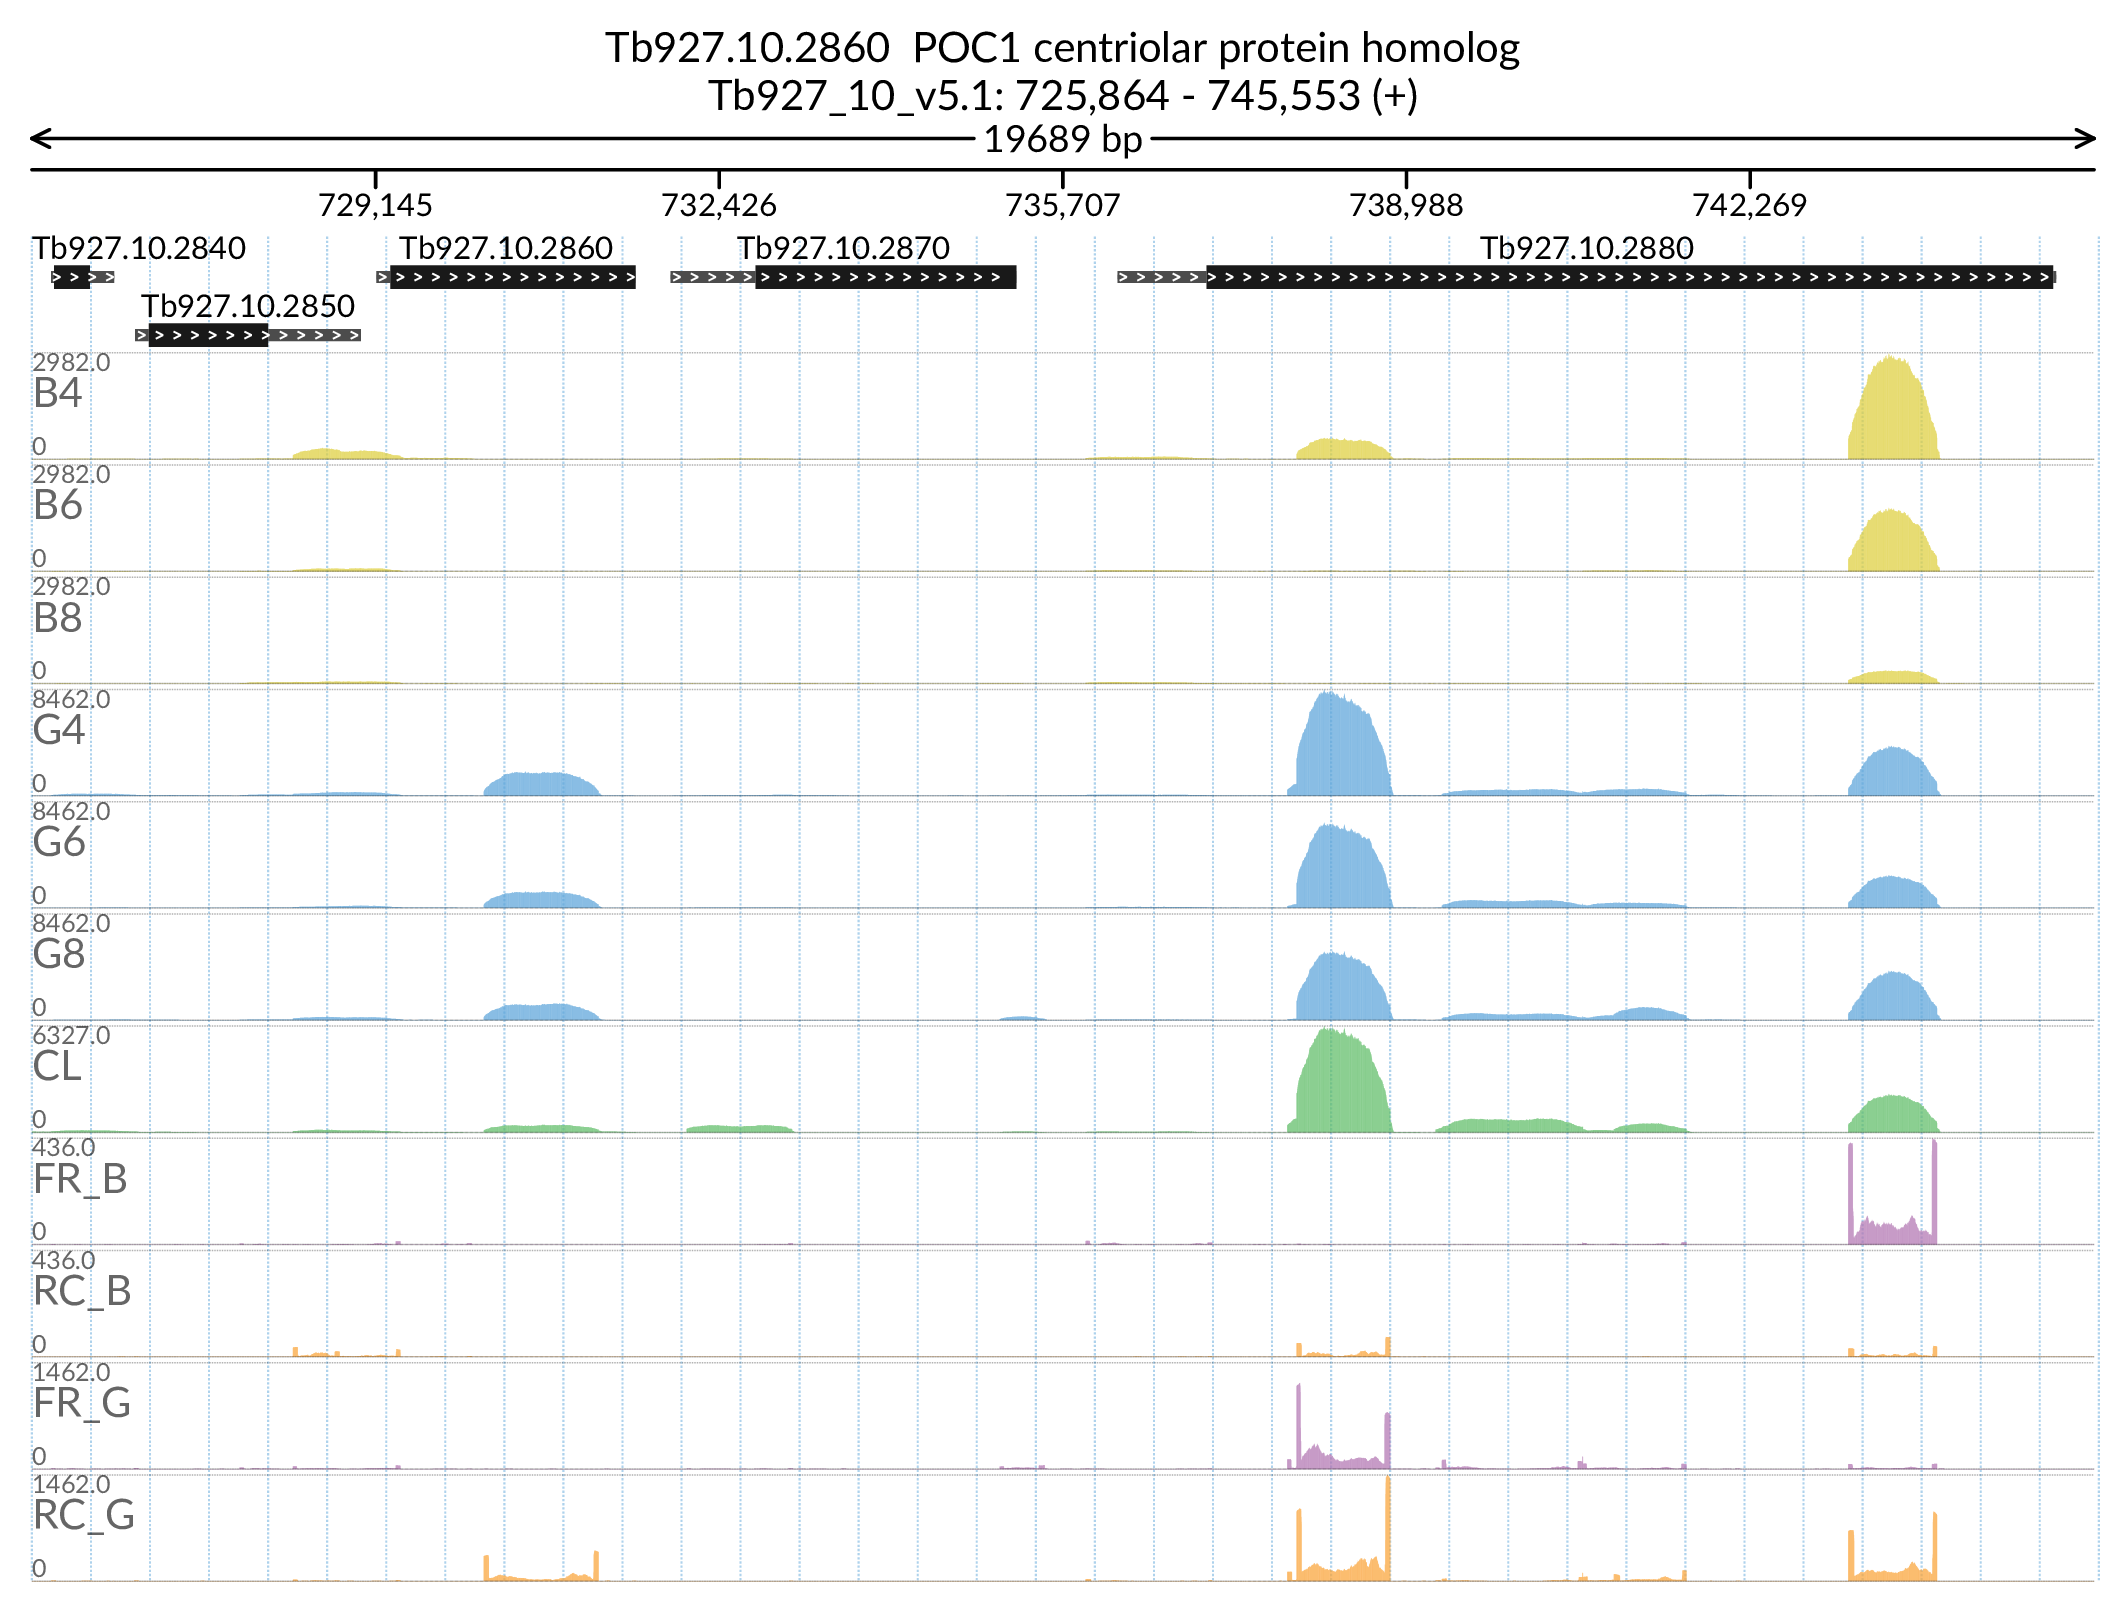 Tb927.10.2860  POC1 centriolar protein homolog
Tb927_10_v5.1: 725,864 - 745,553 (+)
19689 bp
729,145 732,426 735,707 738,988 742,269
Tb927.10.2840 Tb927.10.2860 Tb927.10.2870 Tb927.10.2880
Tb927.10.2850
2982.0
B4
0
2982.0
B6
0
2982.0
B8
0
8462.0
G4
0
8462.0
G6
0
8462.0
G8
0
6327.0
CL
0
436.0
FR_B
0
436.0
RC_B
0
1462.0
FR_G
0
1462.0
RC_G
0